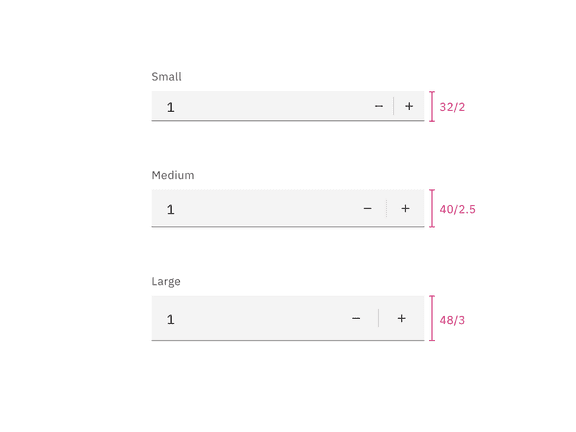 Small
1 − +
32/2
Medium
1 − +
40/2.5
Large
1 − +
48/3